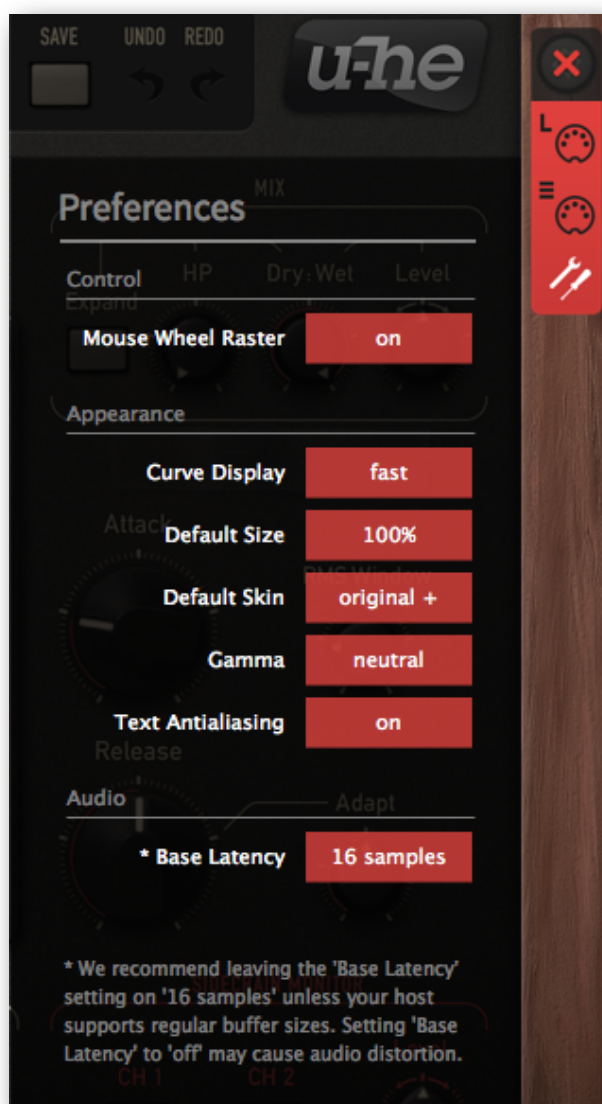 SAVE UNDO REDO
u-he
L
MIX
Preferences
Control HP Dry:Wet Level
Expand
Mouse Wheel Raster on
Appearance
Curve Display fast
Attack
Default Size 100%
RMS Window
Default Skin original +
Gamma neutral
Text Antialiasing on
Release
Audio Adapt
* Base Latency 16 samples
* We recommend leaving the 'Base Latency'
SIDECHAIN MONITOR
setting on '16 samples' unless your host
supports regular buffer sizes. Setting 'Base
Latency' to 'off' may cause audio distortion.
Level
CH 1 CH 2